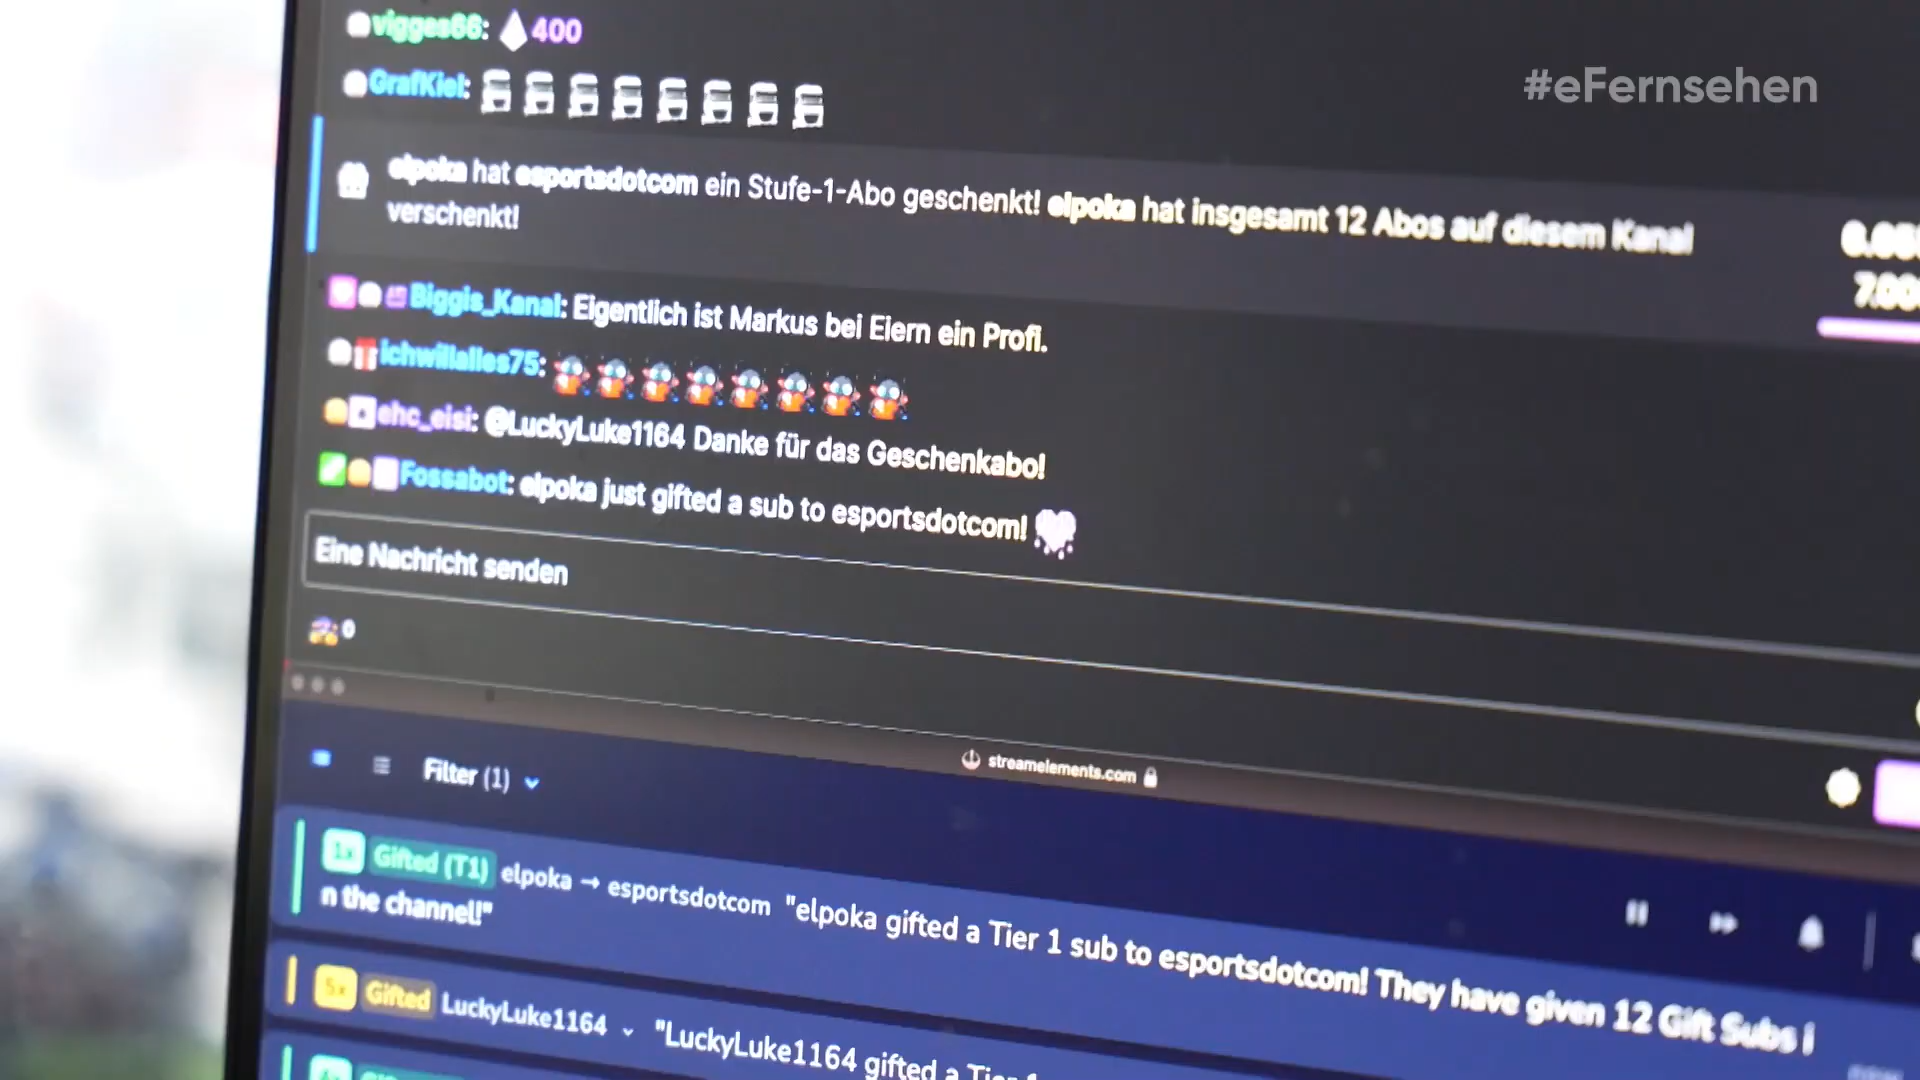 #eFernsehen
vigges66: 400
GrafKiel:
elpoka hat esportsdotcom ein Stufe-1-Abo geschenkt! elpoka hat insgesamt 12 Abos auf diesem Kanal
verschenkt!
Biggis_Kanal: Eigentlich ist Markus bei Eiern ein Profi.
ichwillalles75:
ehc_eisi: @LuckyLuke1164 Danke für das Geschenkabo!
Fossabot: elpoka just gifted a sub to esportsdotcom!
Eine Nachricht senden
0
streamelements.com
Filter (1)
1x Gifted (T1) elpoka → esportsdotcom "elpoka gifted a Tier 1 sub to esportsdotcom! They have given 12 Gift Subs i
n the channel!"
5x Gifted LuckyLuke1164 "LuckyLuke1164 gifted a Tier 1